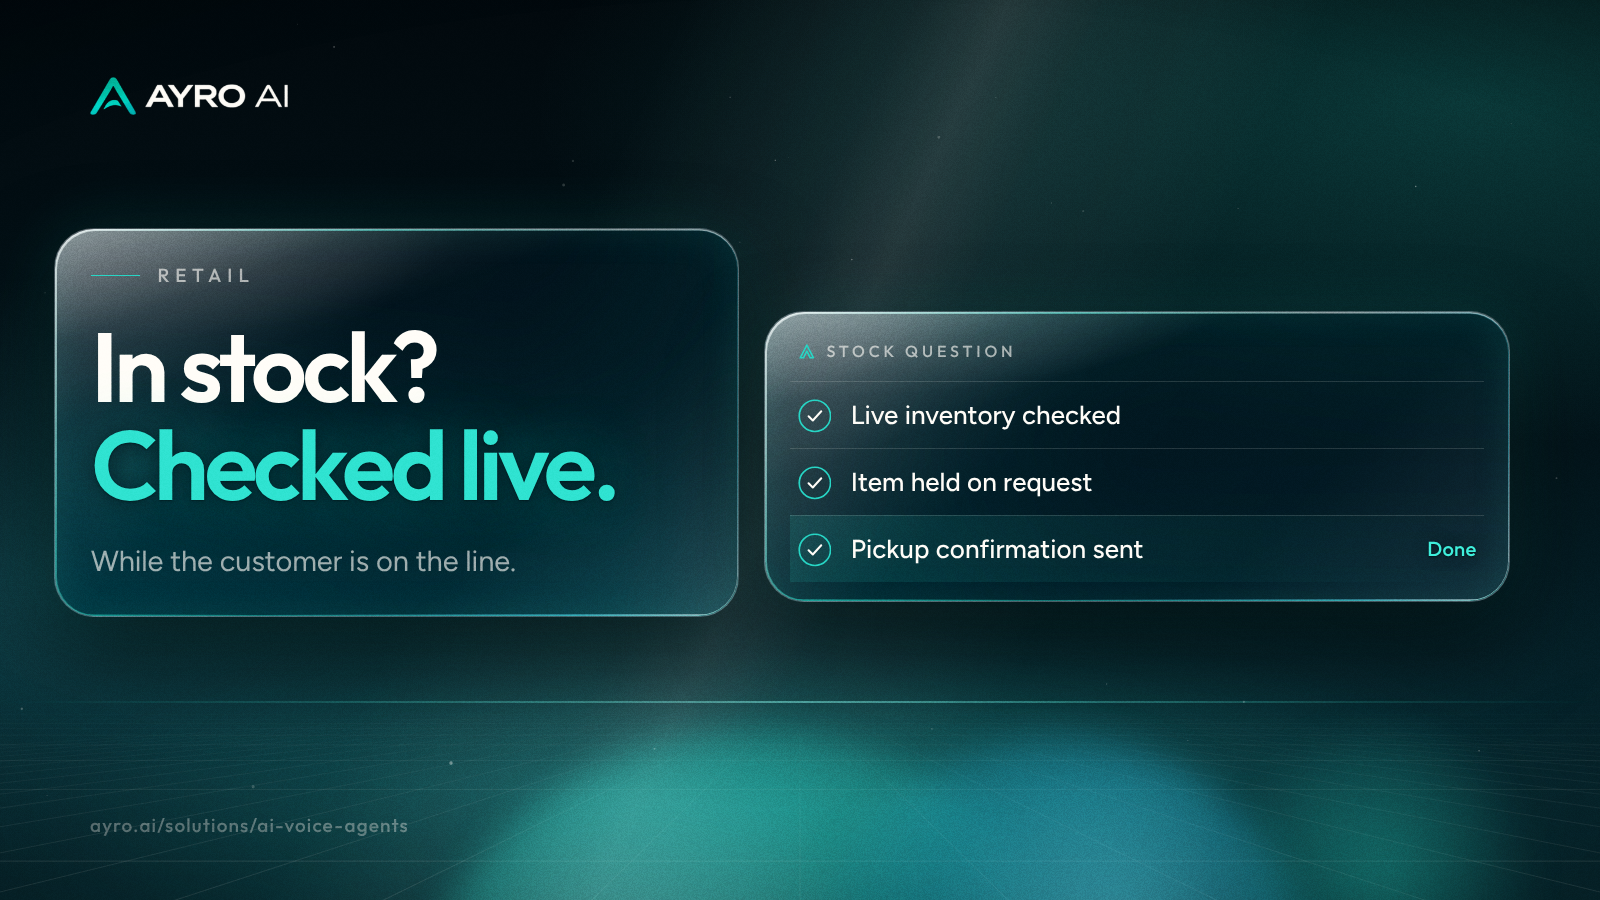 AYRO AI
RETAIL
In stock?
Checked live.
While the customer is on the line.
STOCK QUESTION
Live inventory checked
Item held on request
Pickup confirmation sent
Done
ayro.ai/solutions/ai-voice-agents